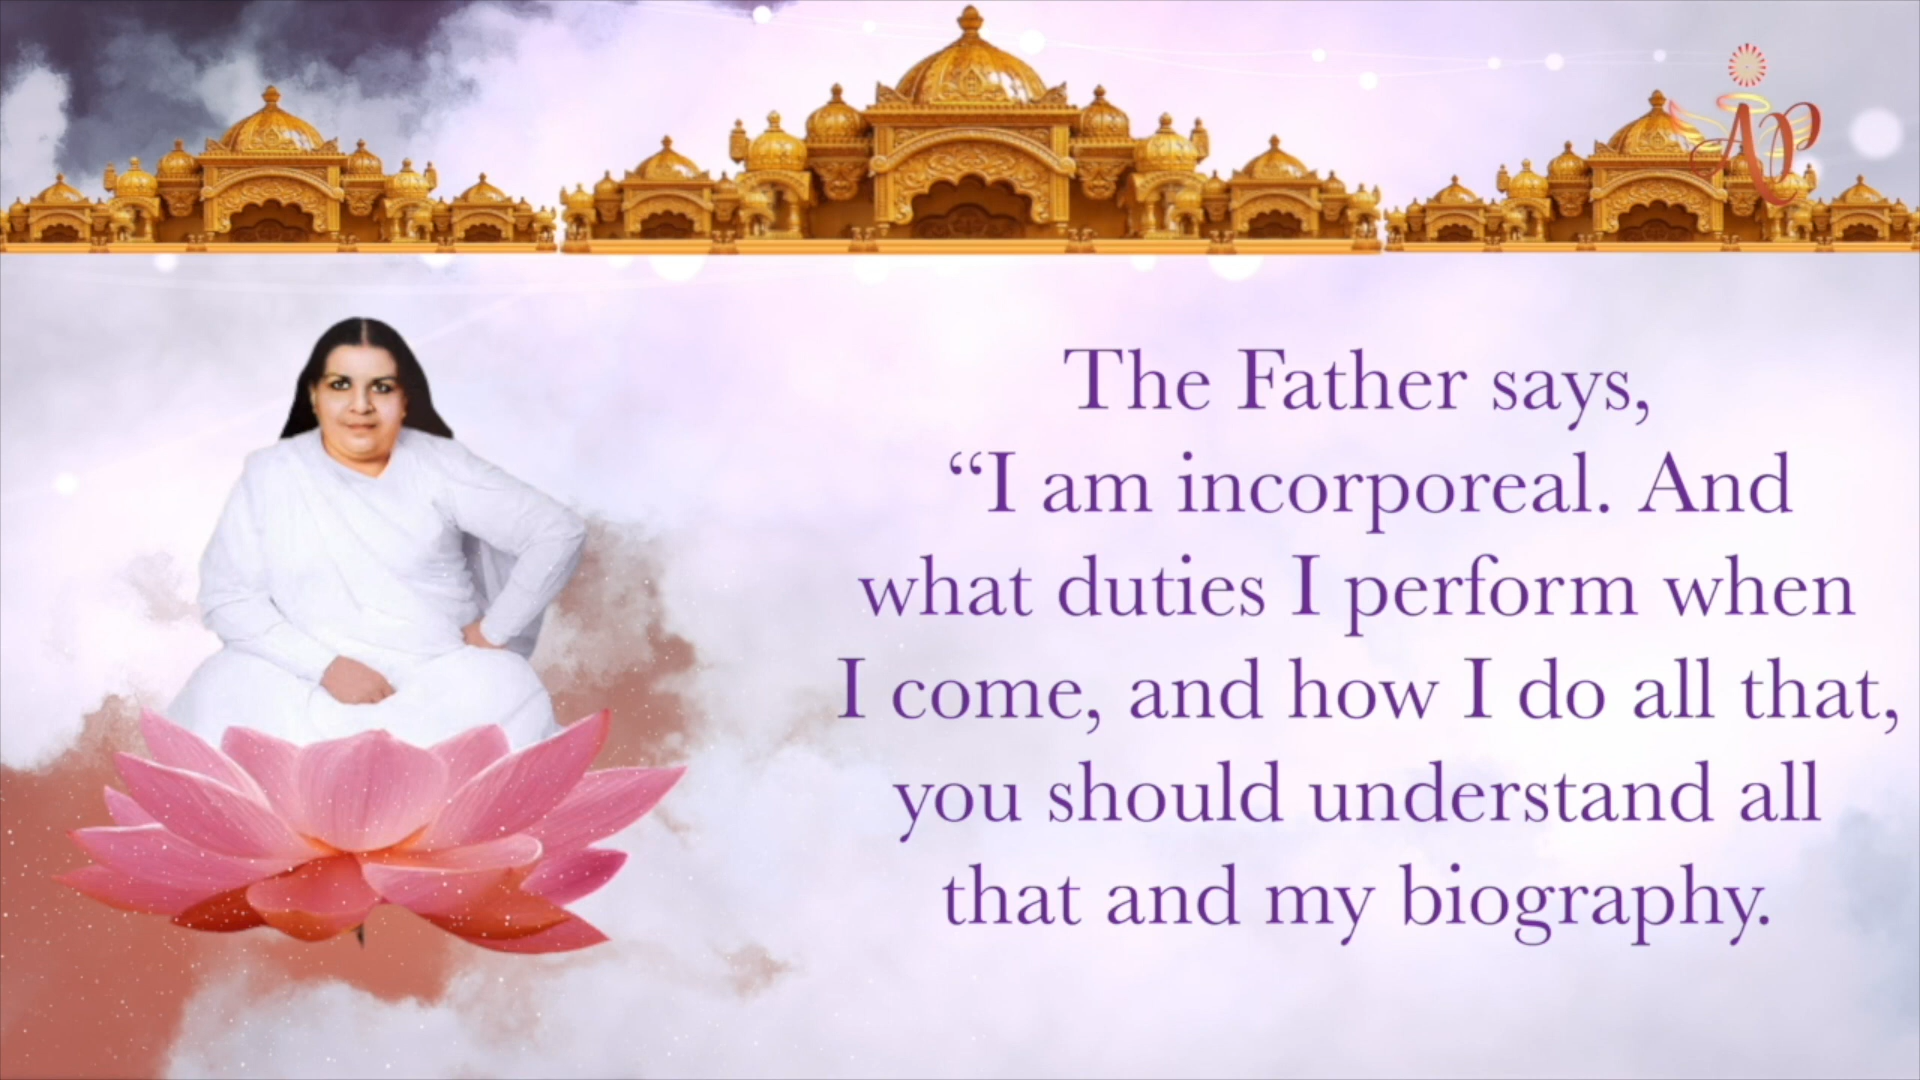 AP
The Father says,
“I am incorporeal. And
what duties I perform when
I come, and how I do all that,
you should understand all
that and my biography.